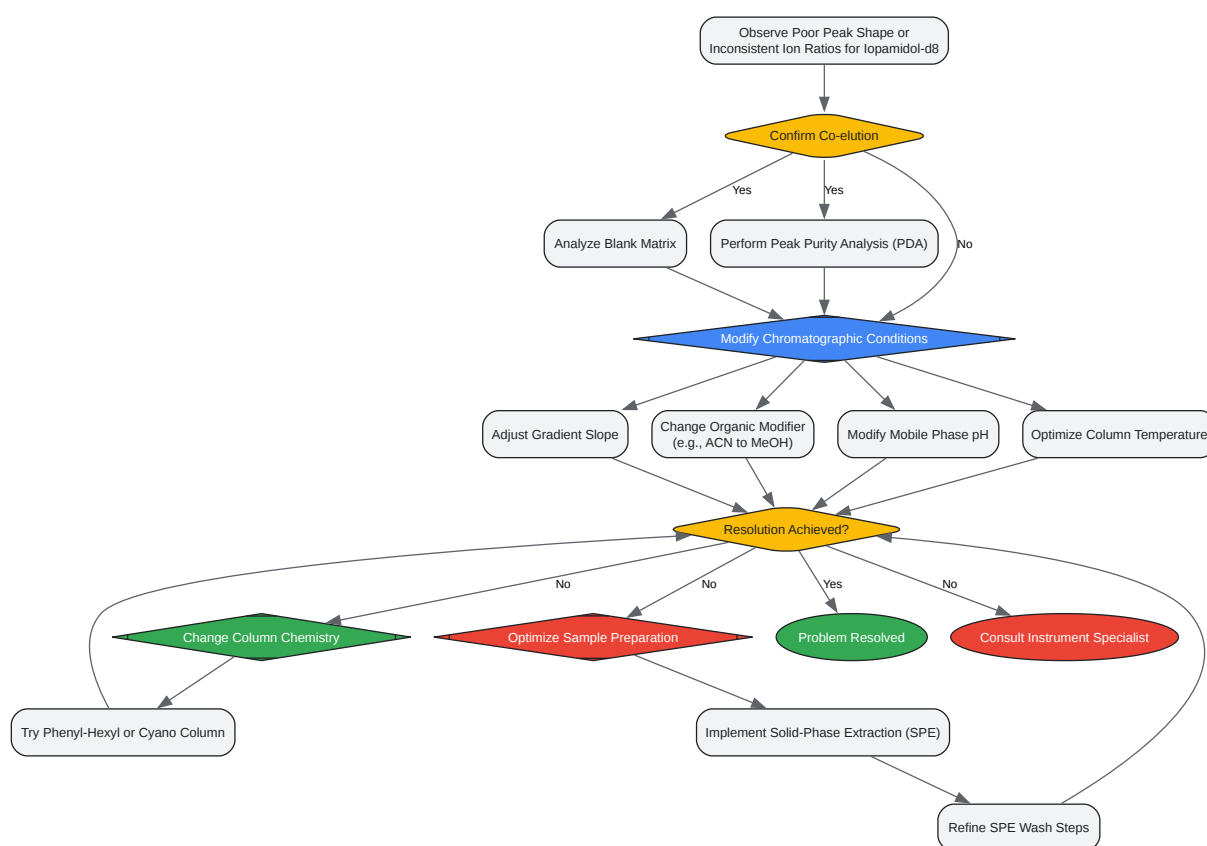 Observe Poor Peak Shape or
Inconsistent Ion Ratios for Iopamidol-d8
Confirm Co-elution
Yes
Yes
No
Analyze Blank Matrix
Perform Peak Purity Analysis (PDA)
Modify Chromatographic Conditions
Adjust Gradient Slope
Change Organic Modifier
(e.g., ACN to MeOH)
Modify Mobile Phase pH
Optimize Column Temperature
Resolution Achieved?
No
No
Yes
No
Change Column Chemistry
Optimize Sample Preparation
Problem Resolved
Consult Instrument Specialist
Try Phenyl-Hexyl or Cyano Column
Implement Solid-Phase Extraction (SPE)
Refine SPE Wash Steps